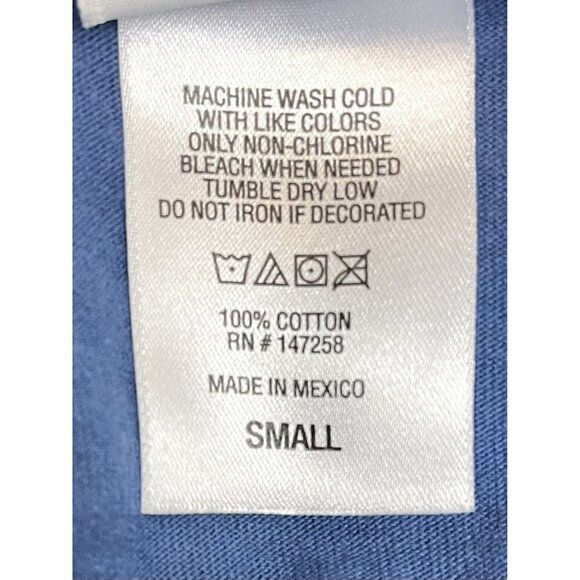 MACHINE WASH COLD
WITH LIKE COLORS
ONLY NON-CHLORINE
BLEACH WHEN NEEDED
TUMBLE DRY LOW
DO NOT IRON IF DECORATED
100% COTTON
RN # 147258
MADE IN MEXICO
SMALL